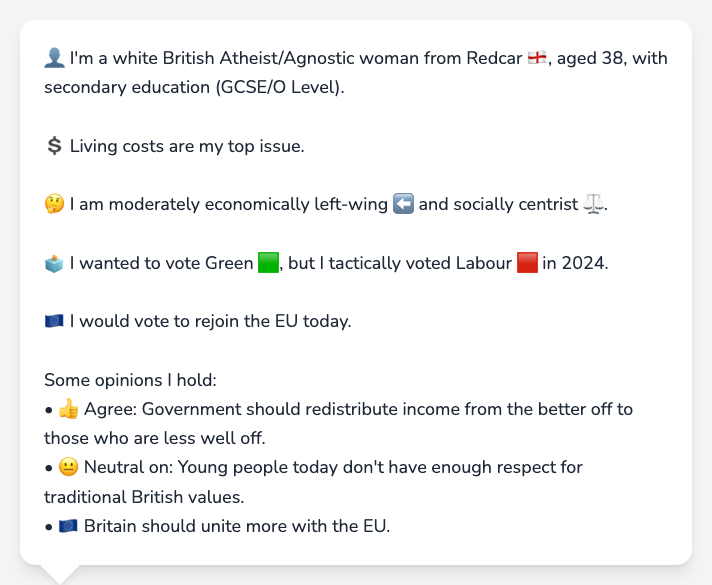 👤 I'm a white British Atheist/Agnostic woman from Redcar 🏴󠁧󠁢󠁥󠁮󠁧󠁿, aged 38, with
secondary education (GCSE/O Level).
💲 Living costs are my top issue.
🤔 I am moderately economically left-wing ⬅️ and socially centrist ⚖️.
🗳️ I wanted to vote Green 🟩, but I tactically voted Labour 🟥 in 2024.
🇪🇺 I would vote to rejoin the EU today.
Some opinions I hold:
• 👍 Agree: Government should redistribute income from the better off to
those who are less well off.
• 😐 Neutral on: Young people today don't have enough respect for
traditional British values.
• 🇪🇺 Britain should unite more with the EU.